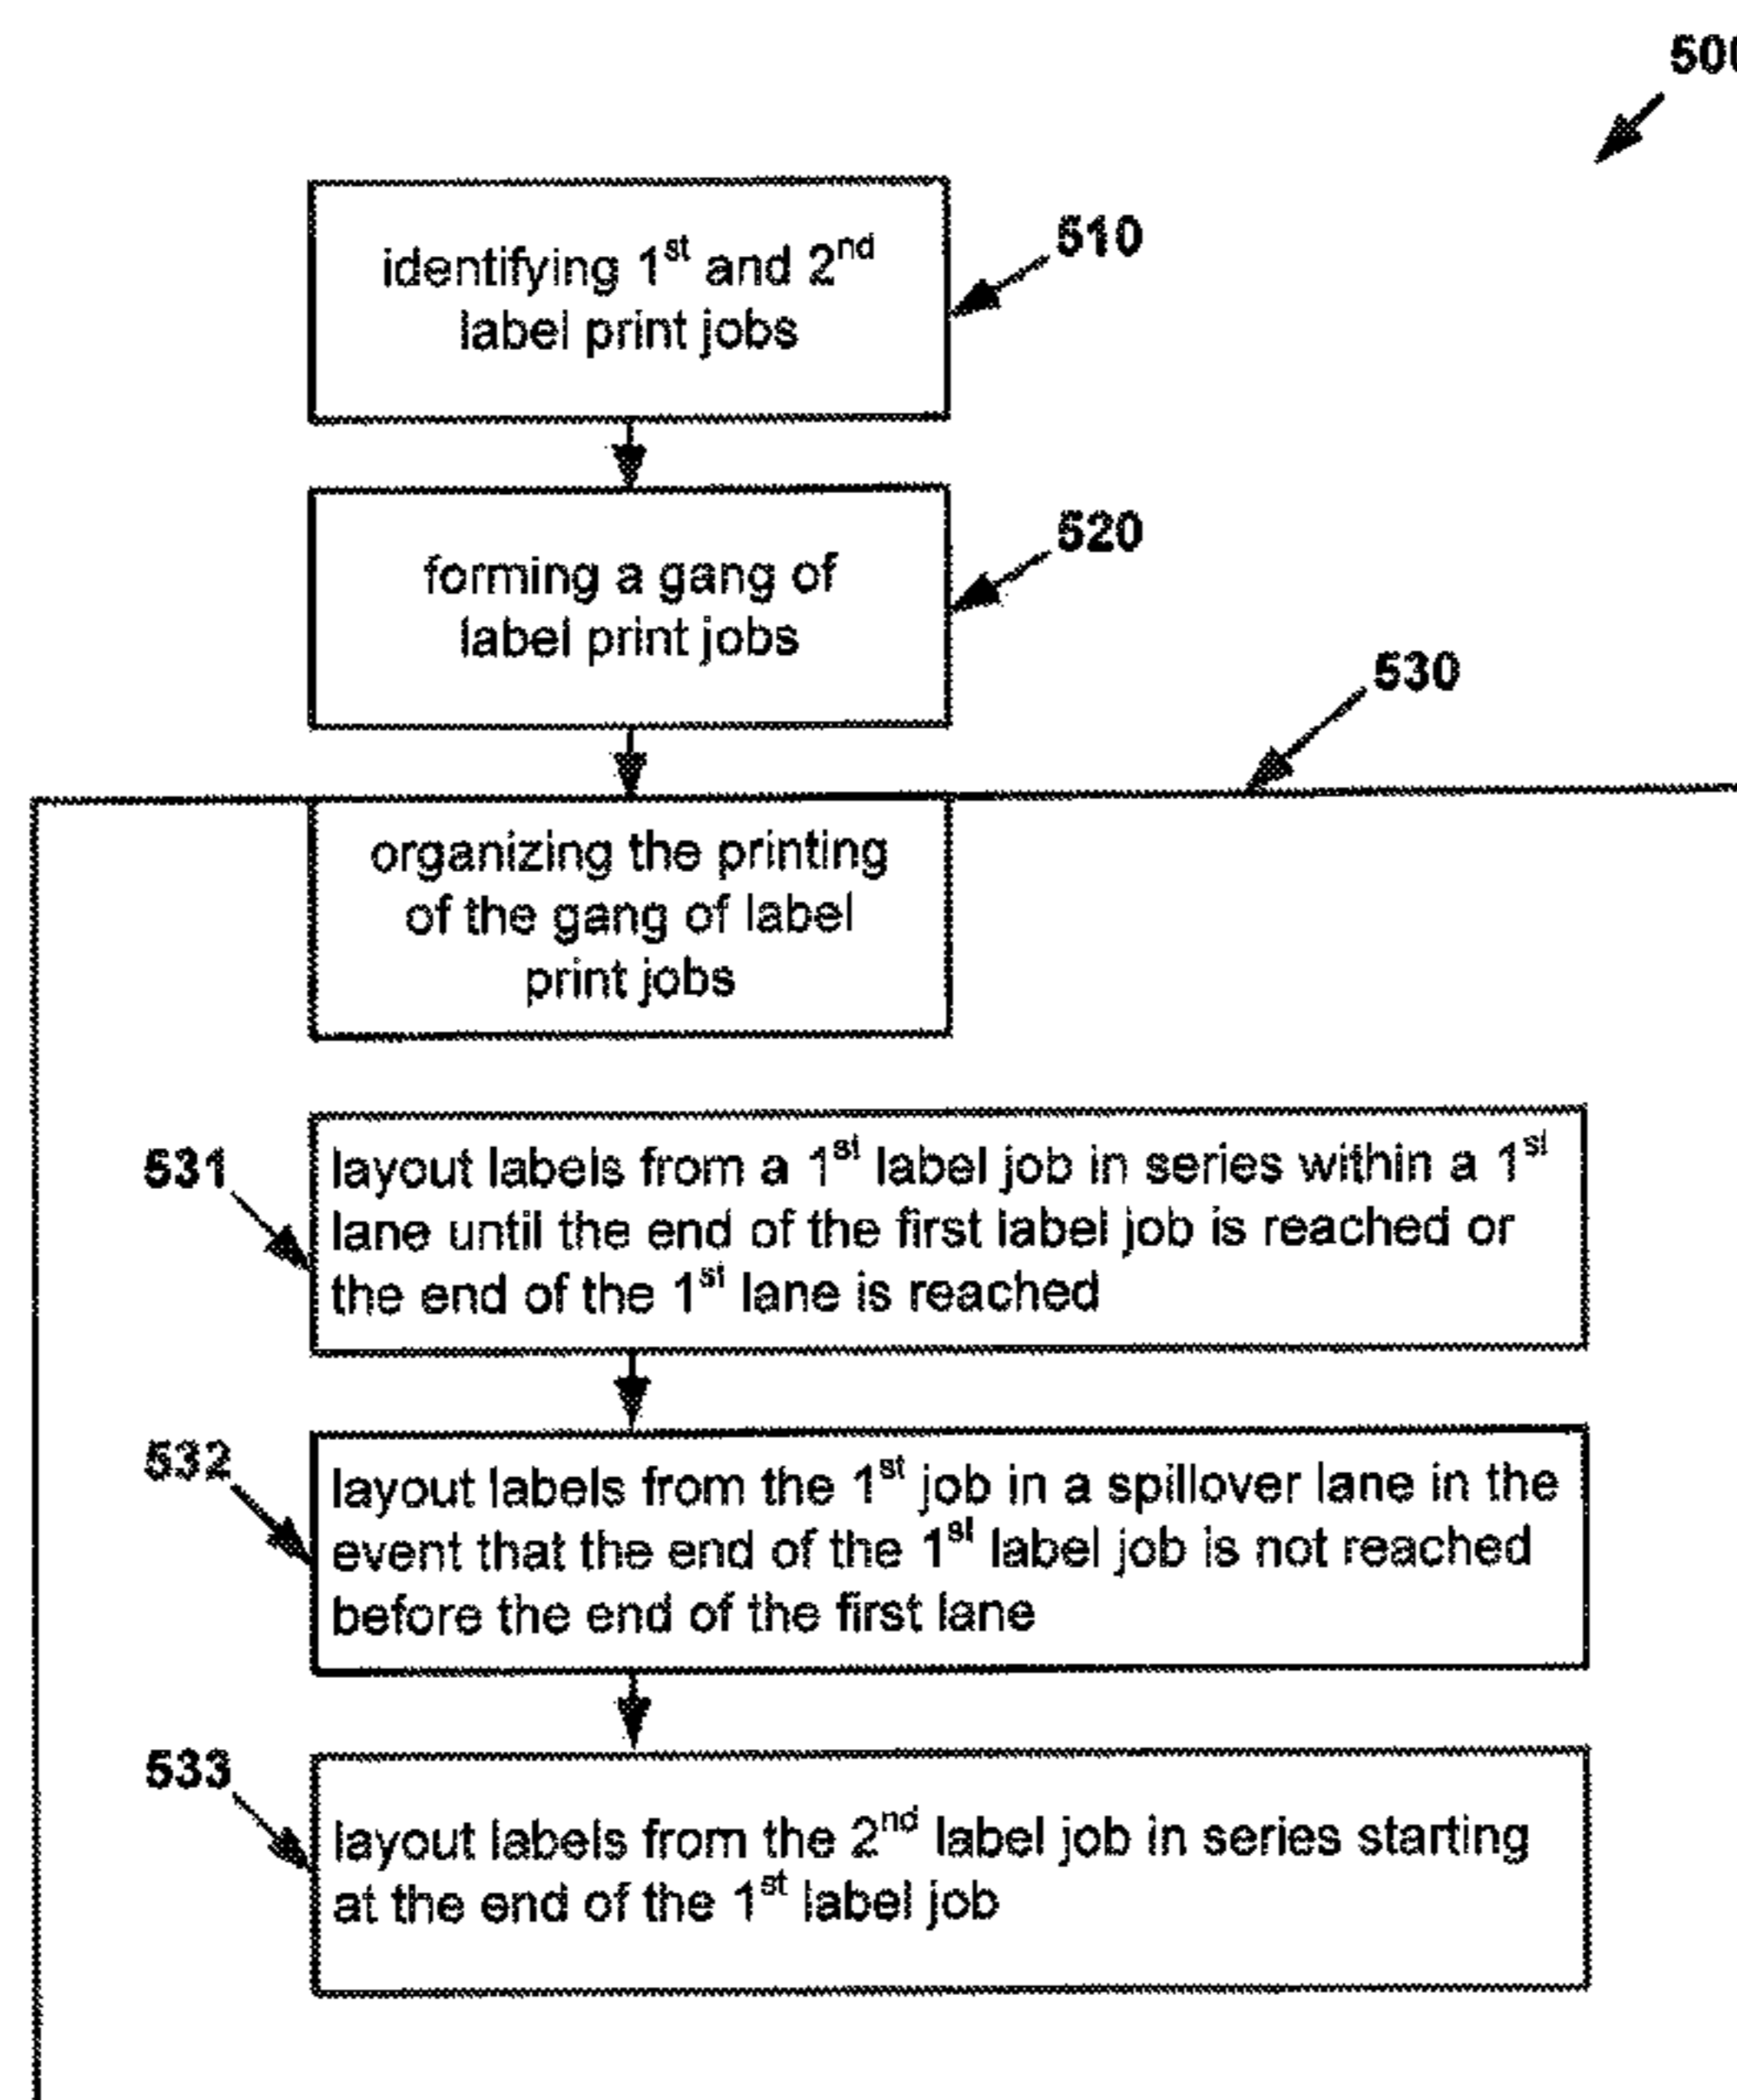 500
identifying 1st and 2nd
label print jobs
510
forming a gang of
label print jobs
520
530
organizing the printing
of the gang of label
print jobs
531
layout labels from a 1st label job in series within a 1st
lane until the end of the first label job is reached or
the end of the 1st lane is reached
532
layout labels from the 1st job in a spillover lane in the
event that the end of the 1st label job is not reached
before the end of the first lane
533
layout labels from the 2nd label job in series starting
at the end of the 1st label job